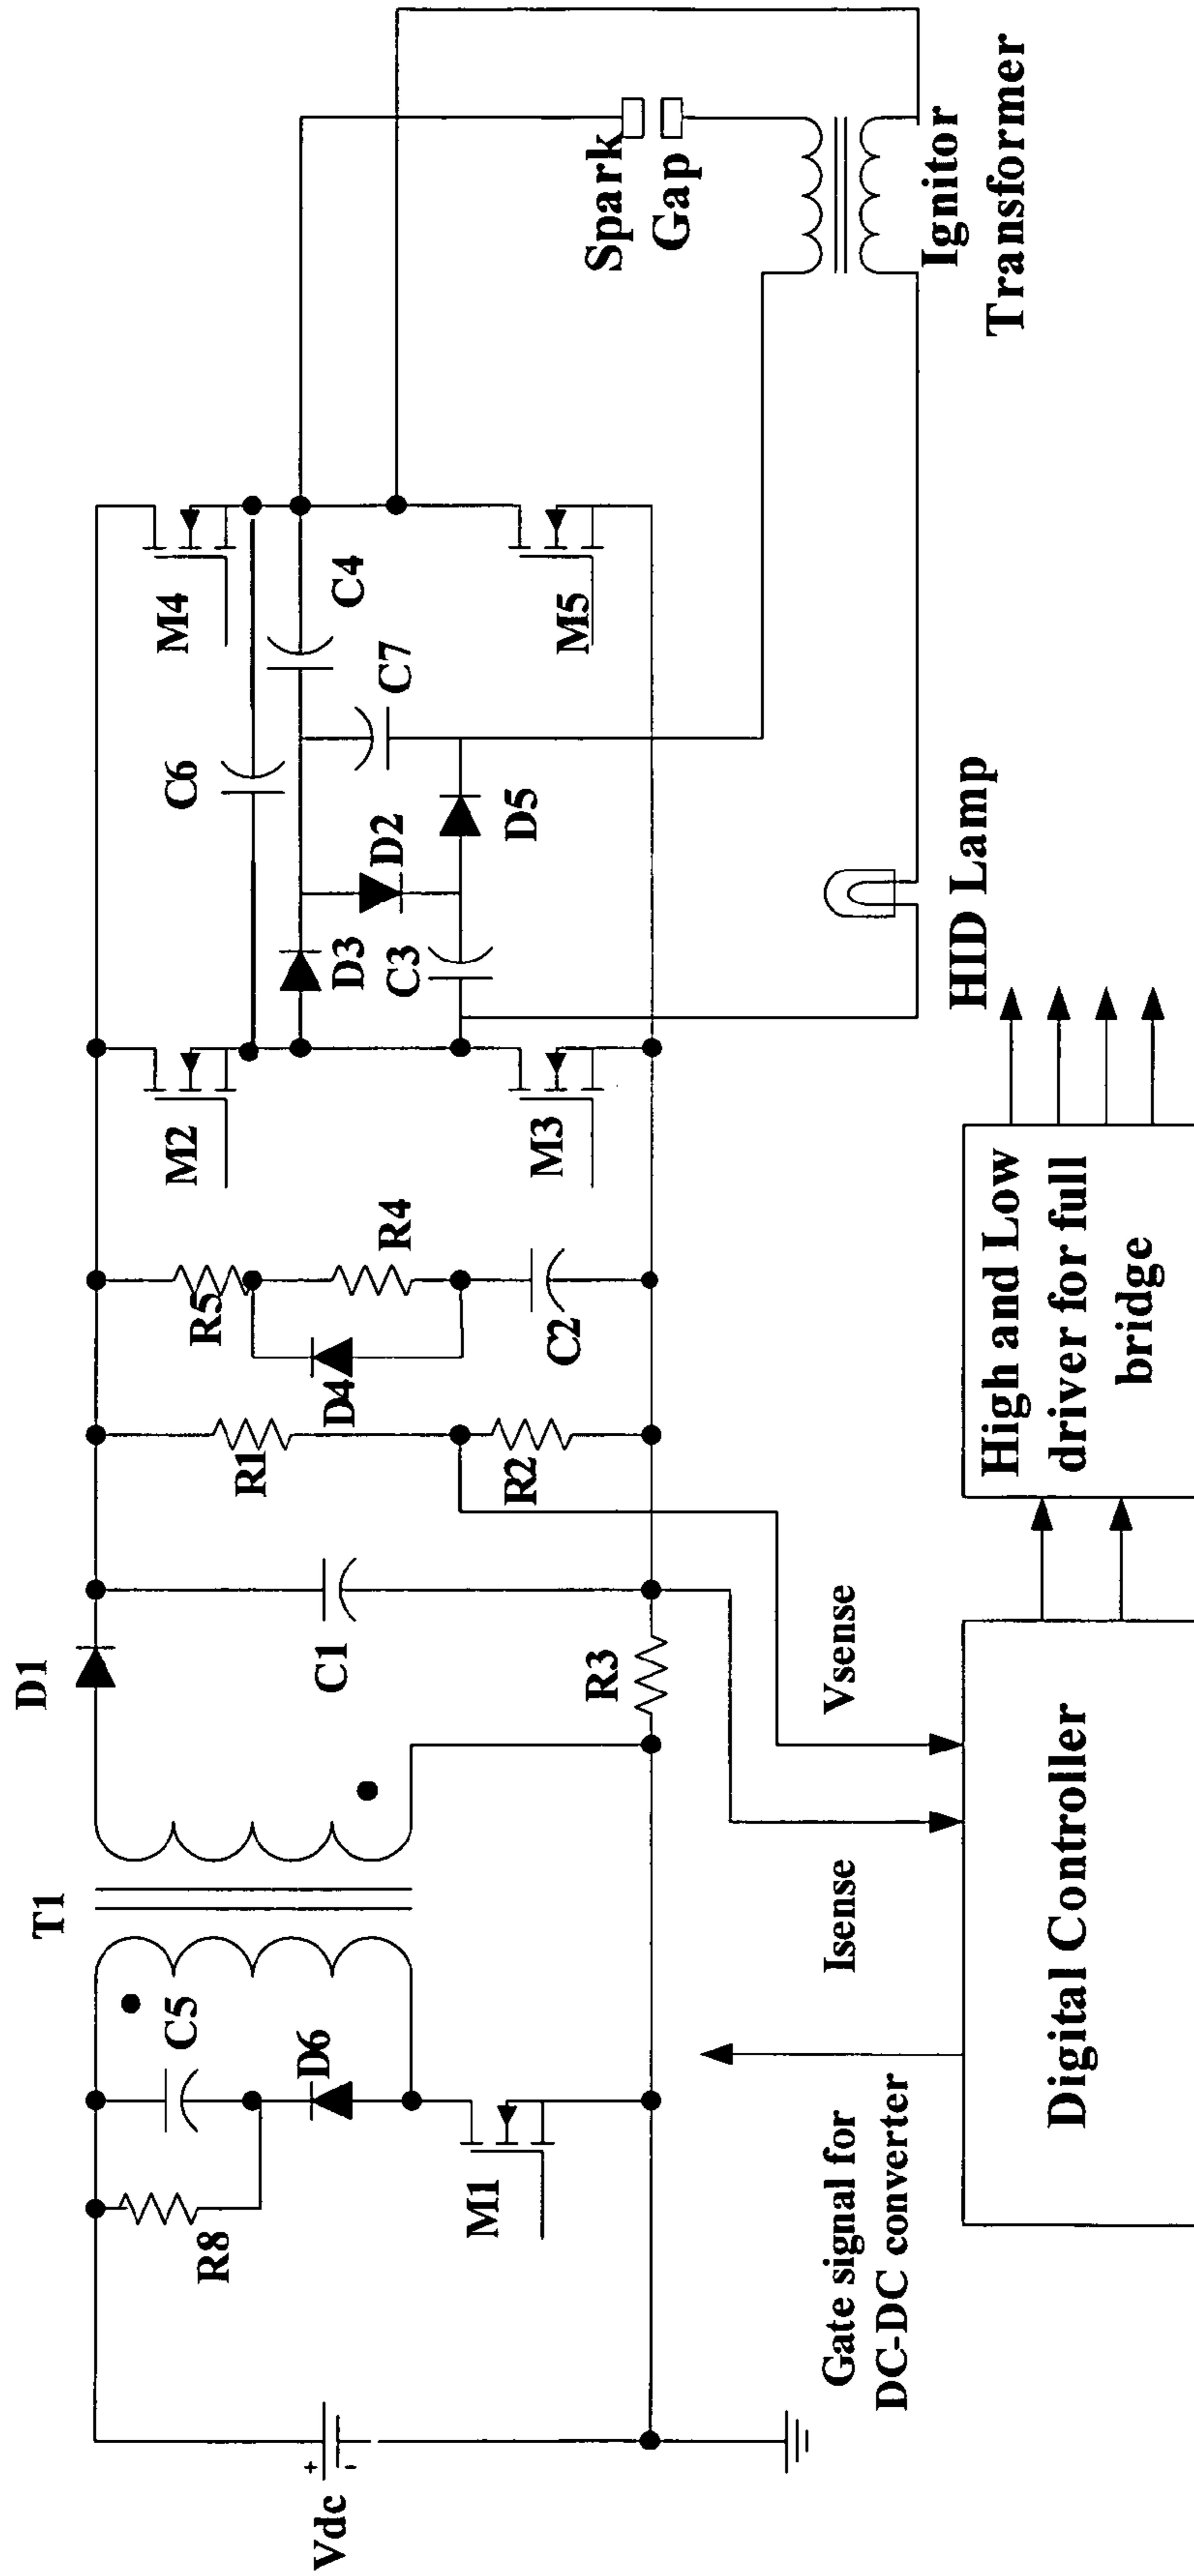 Vdc
+
-
R8
C5
D6
M1
T1
D1
C1
R3
R1
R2
R5
D4
R4
C2
M2
M3
C6
D3
C3
D2
D5
C7
C4
M4
M5
Spark
Gap
Ignitor
Transformer
HID Lamp
Gate signal for
DC-DC converter
Isense
Vsense
Digital Controller
High and Low
driver for full
bridge